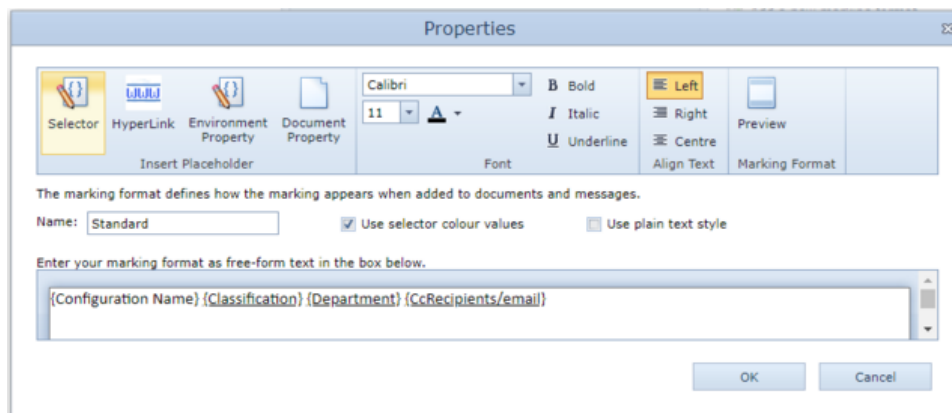 Properties
Calibri
B Bold
Left
11
A
I Italic
Right
Selector
HyperLink
Environment
Property
Document
Property
Preview
U Underline
Centre
Insert Placeholder
Font
Align Text
Marking Format
The marking format defines how the marking appears when added to documents and messages.
Name: Standard
Use selector colour values
Use plain text style
Enter your marking format as free-form text in the box below.
{Configuration Name} {Classification} {Department} {CcRecipients/email}
OK
Cancel